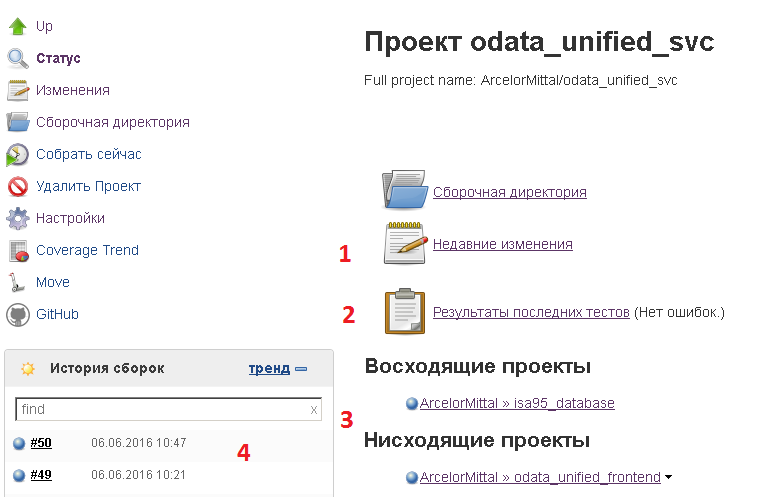 Up
Статус
Изменения
Сборочная директория
Собрать сейчас
Удалить Проект
Настройки
Coverage Trend
Move
GitHub
История сборок тренд
find x
#50 06.06.2016 10:47
4
#49 06.06.2016 10:21
Проект odata_unified_svc
Full project name: ArcelorMittal/odata_unified_svc
Сборочная директория
1 Недавние изменения
2 Результаты последних тестов (Нет ошибок.)
Восходящие проекты
3 ArcelorMittal » isa95_database
Нисходящие проекты
ArcelorMittal » odata_unified_frontend